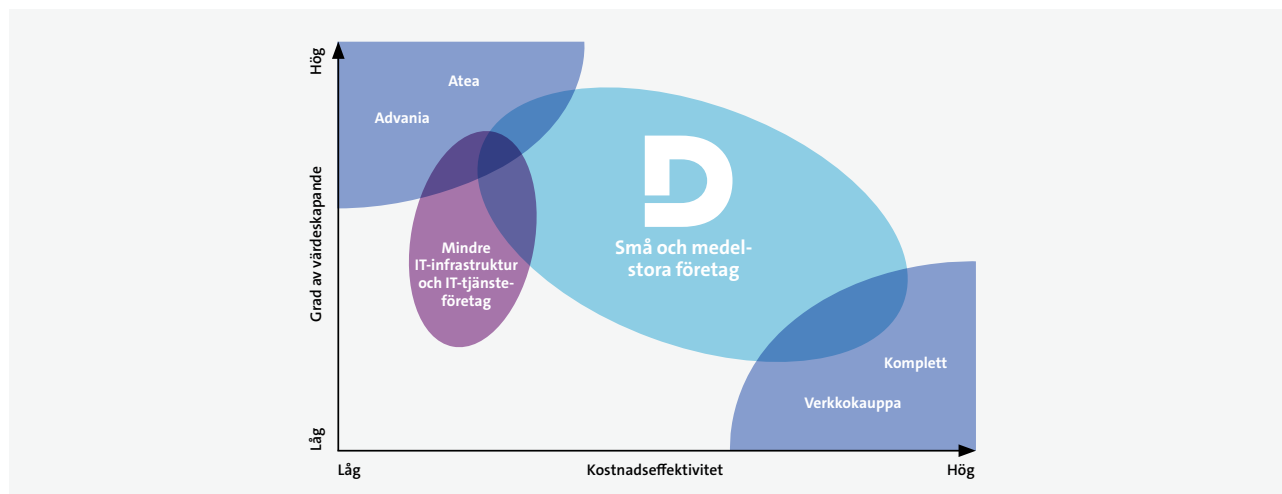 Hög
Atea
Advania
Grad av värdeskapande
D
Små och medel-
stora företag
Mindre
IT-infrastruktur
och IT-tjänste-
företag
Komplett
Verkkokauppa
Låg
Låg
Kostnadseffektivitet
Hög